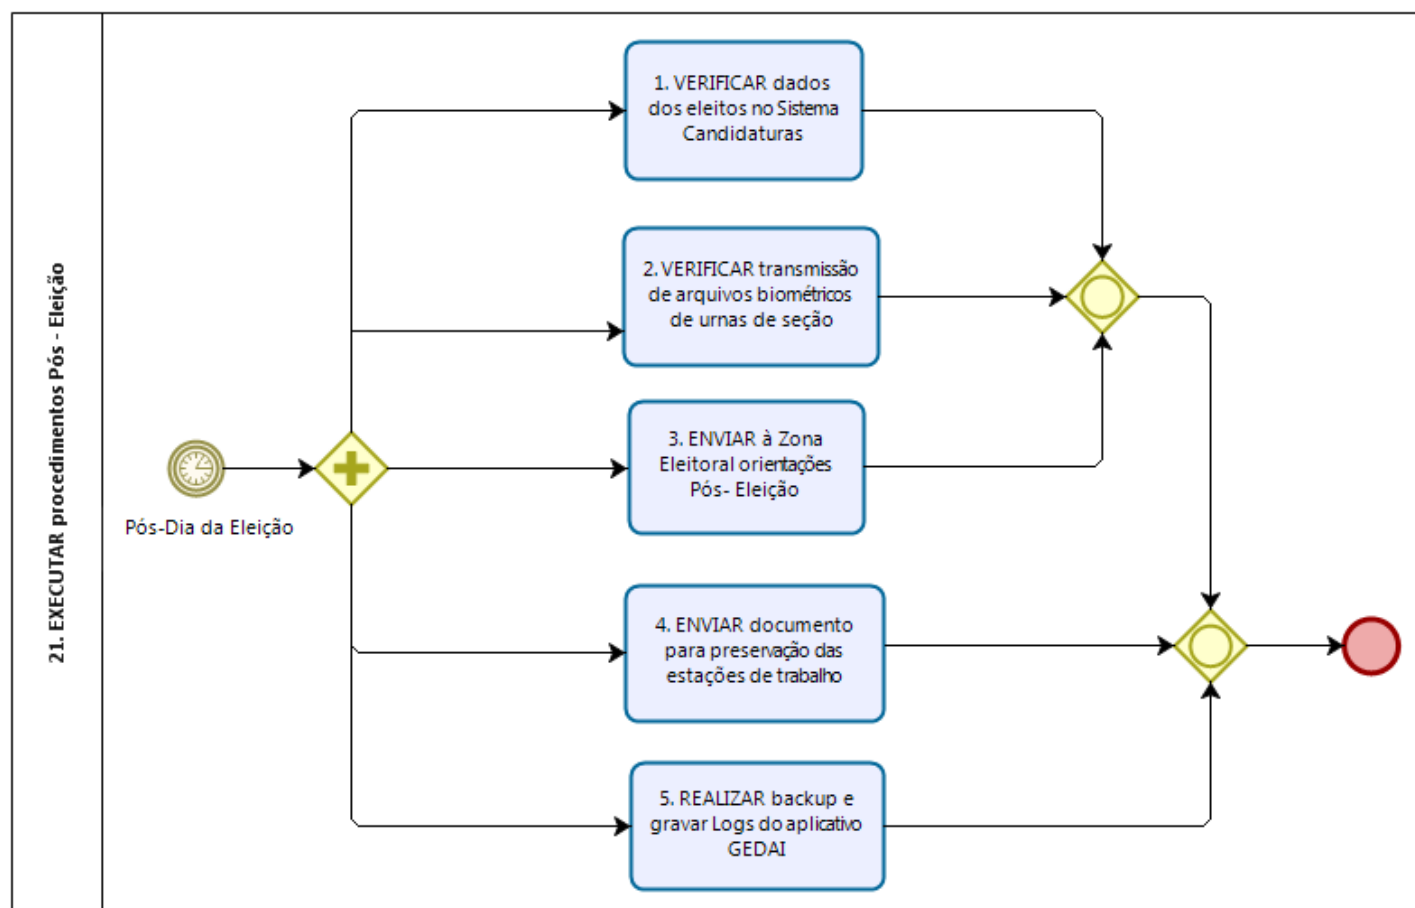 21. EXECUTAR procedimentos Pós - Eleição
1. VERIFICAR dados
dos eleitos no Sistema
Candidaturas
2. VERIFICAR transmissão
de arquivos biométricos
de urnas de seção
3. ENVIAR à Zona
Eleitoral orientações
Pós- Eleição
Pós-Dia da Eleição
4. ENVIAR documento
para preservação das
estações de trabalho
5. REALIZAR backup e
gravar Logs do aplicativo
GEDAI